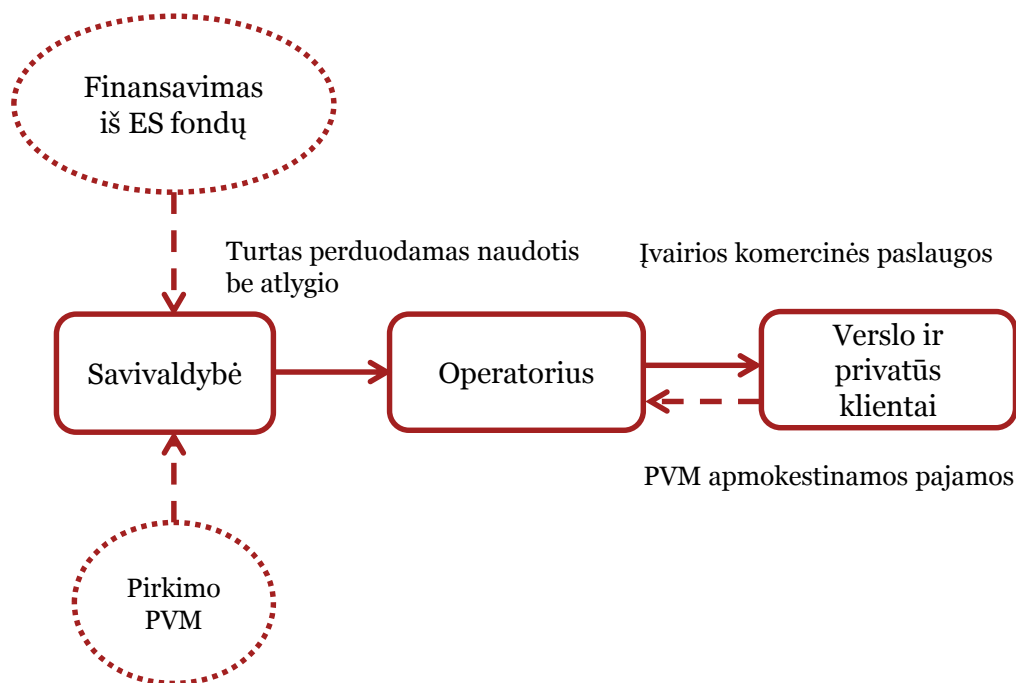 Finansavimas
iš ES fondų
Turtas perduodamas naudotis
be atlygio
Įvairios komercinės paslaugos
Savivaldybė
Operatorius
Verslo ir
privatūs
klientai
PVM apmokestinamos pajamos
Pirkimo
PVM